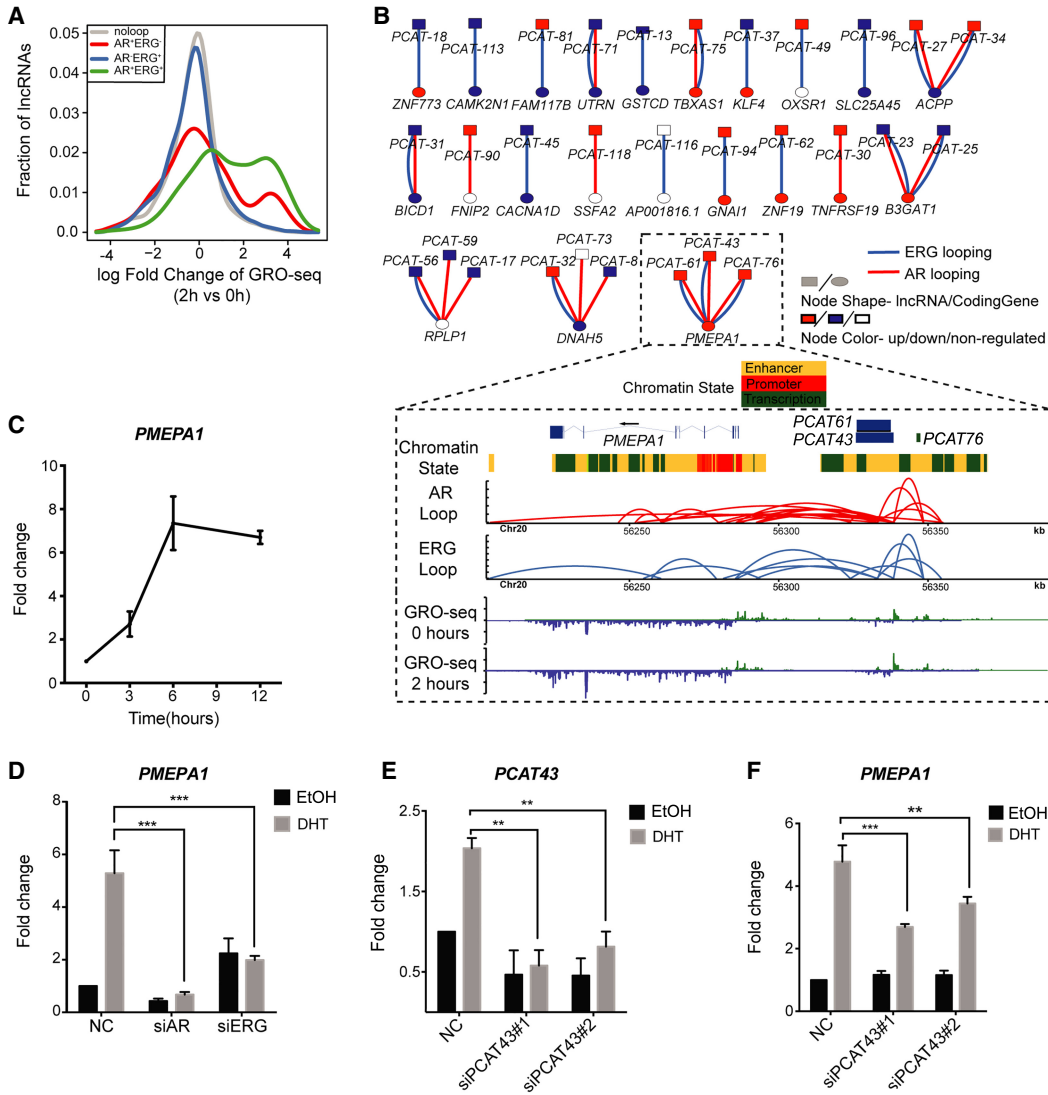 A
noloop
AR⁺ERG⁻
AR⁻ERG⁺
AR⁺ERG⁺
Fraction of lncRNAs
0.05
0.04
0.03
0.02
0.01
0.0
-4 -2 0 2 4
log Fold Change of GRO-seq
(2h vs 0h)
B
PCAT-18 PCAT-113 PCAT-81 PCAT-71 PCAT-13 PCAT-75 PCAT-37 PCAT-49 PCAT-96 PCAT-27 PCAT-34
ZNF773 CAMK2N1 FAM117B UTRN GSTCD TBXAS1 KLF4 OXSR1 SLC25A45 ACPP
PCAT-31 PCAT-90 PCAT-45 PCAT-118 PCAT-116 PCAT-94 PCAT-62 PCAT-30 PCAT-23 PCAT-25
BICD1 FNIP2 CACNA1D SSFA2 AP001816.1 GNAI1 ZNF19 TNFRSF19 B3GAT1
PCAT-59 PCAT-73 PCAT-43
PCAT-56 PCAT-17 PCAT-32 PCAT-8 PCAT-61 PCAT-76
RPLP1 DNAH5 PMEPA1
ERG looping
AR looping
Node Shape- lncRNA/CodingGene
Node Color- up/down/non-regulated
Chromatin State
Enhancer
Promoter
Transcription
PMEPA1
PCAT61
PCAT43
PCAT76
Chromatin
State
AR
Loop
Chr20 56250 56300 56350 kb
ERG
Loop
Chr20 56250 56300 56350 kb
GRO-seq
0 hours
GRO-seq
2 hours
C
PMEPA1
Fold change
10
8
6
4
2
0
0 3 6 9 12
Time(hours)
D
PMEPA1
EtOH
DHT
***
***
Fold change
8
6
4
2
0
NC siAR siERG
E
PCAT43
EtOH
DHT
**
**
Fold change
2.5
1.5
0.5
NC siPCAT43#1 siPCAT43#2
F
PMEPA1
EtOH
DHT
**
***
Fold change
6
4
2
0
NC siPCAT43#1 siPCAT43#2